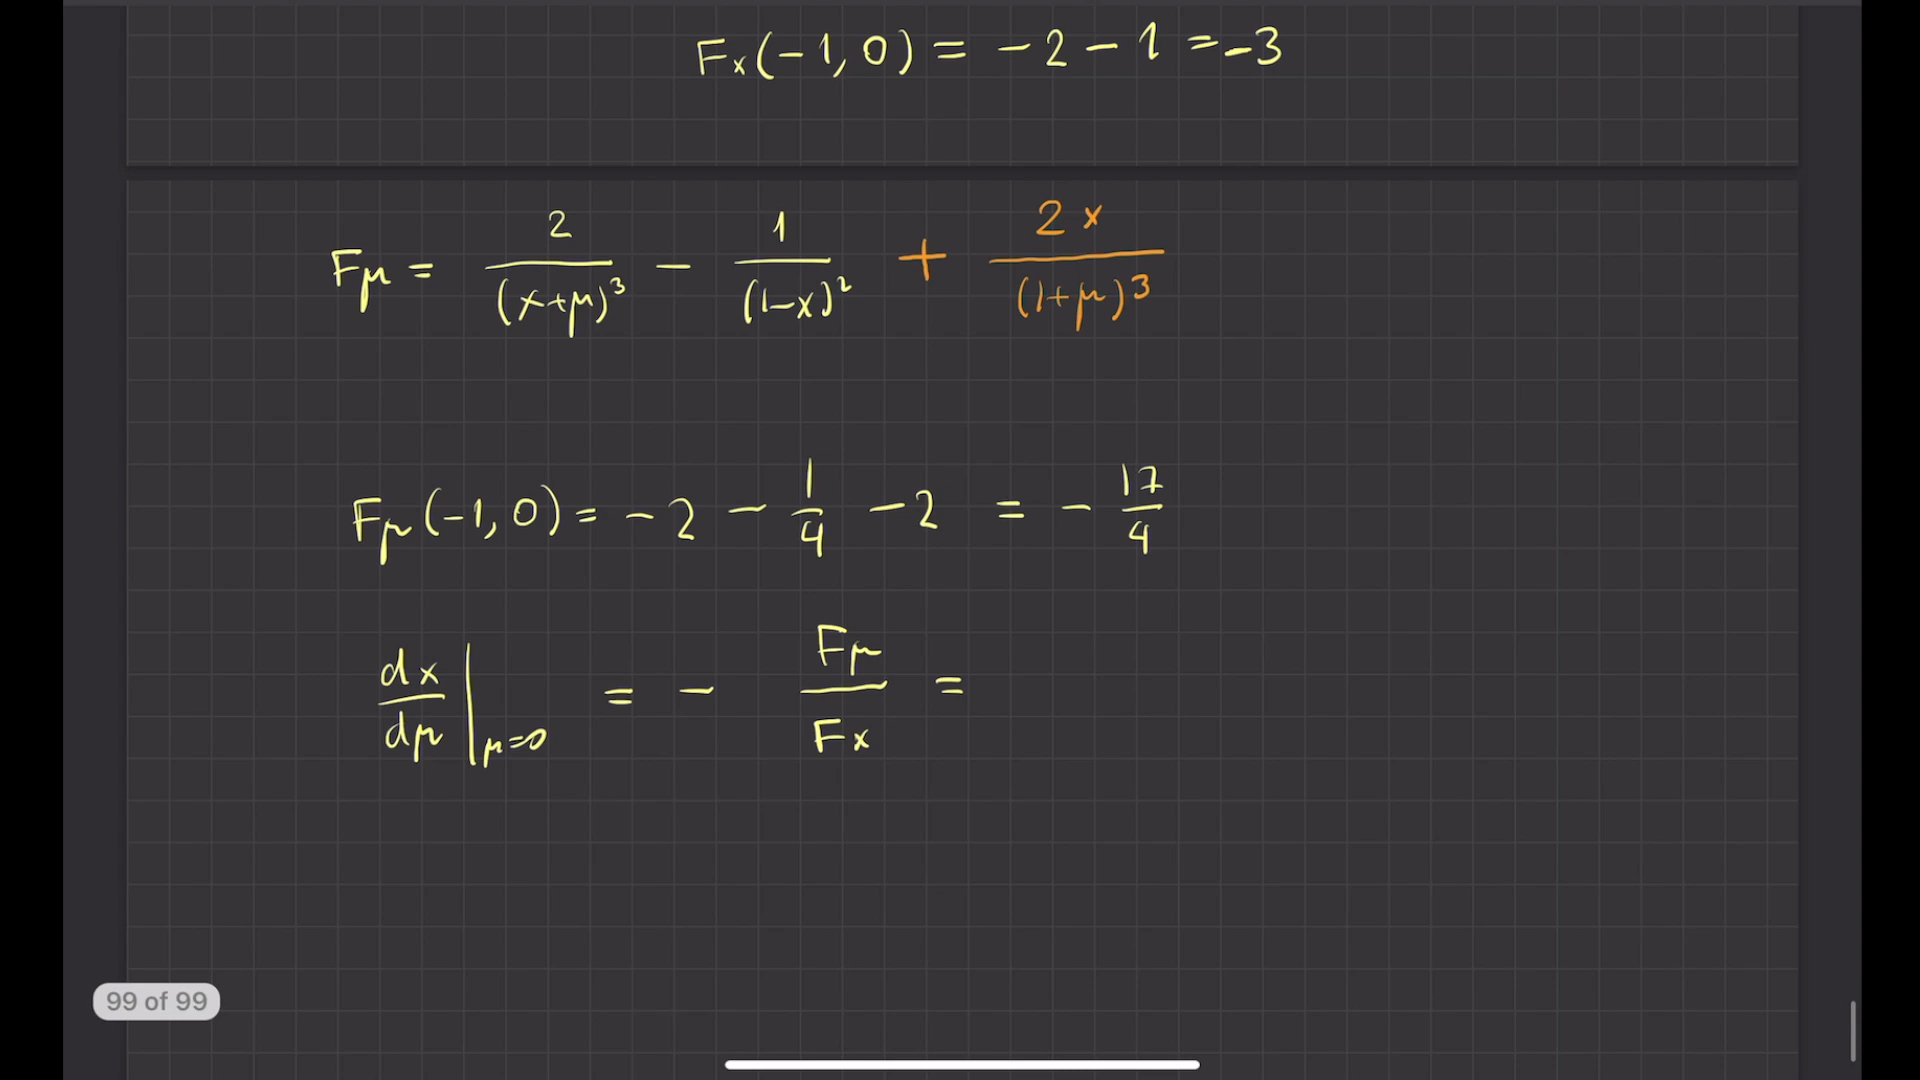 Fx(-1, 0) = -2 - 1 = -3
Fμ = 2/(x+μ)³ - 1/(1-x)² + 2x/(1+μ)³
Fμ(-1, 0) = -2 - 1/4 - 2 = - 17/4
dx/dμ |μ=0 = - Fμ/Fx =
99 of 99